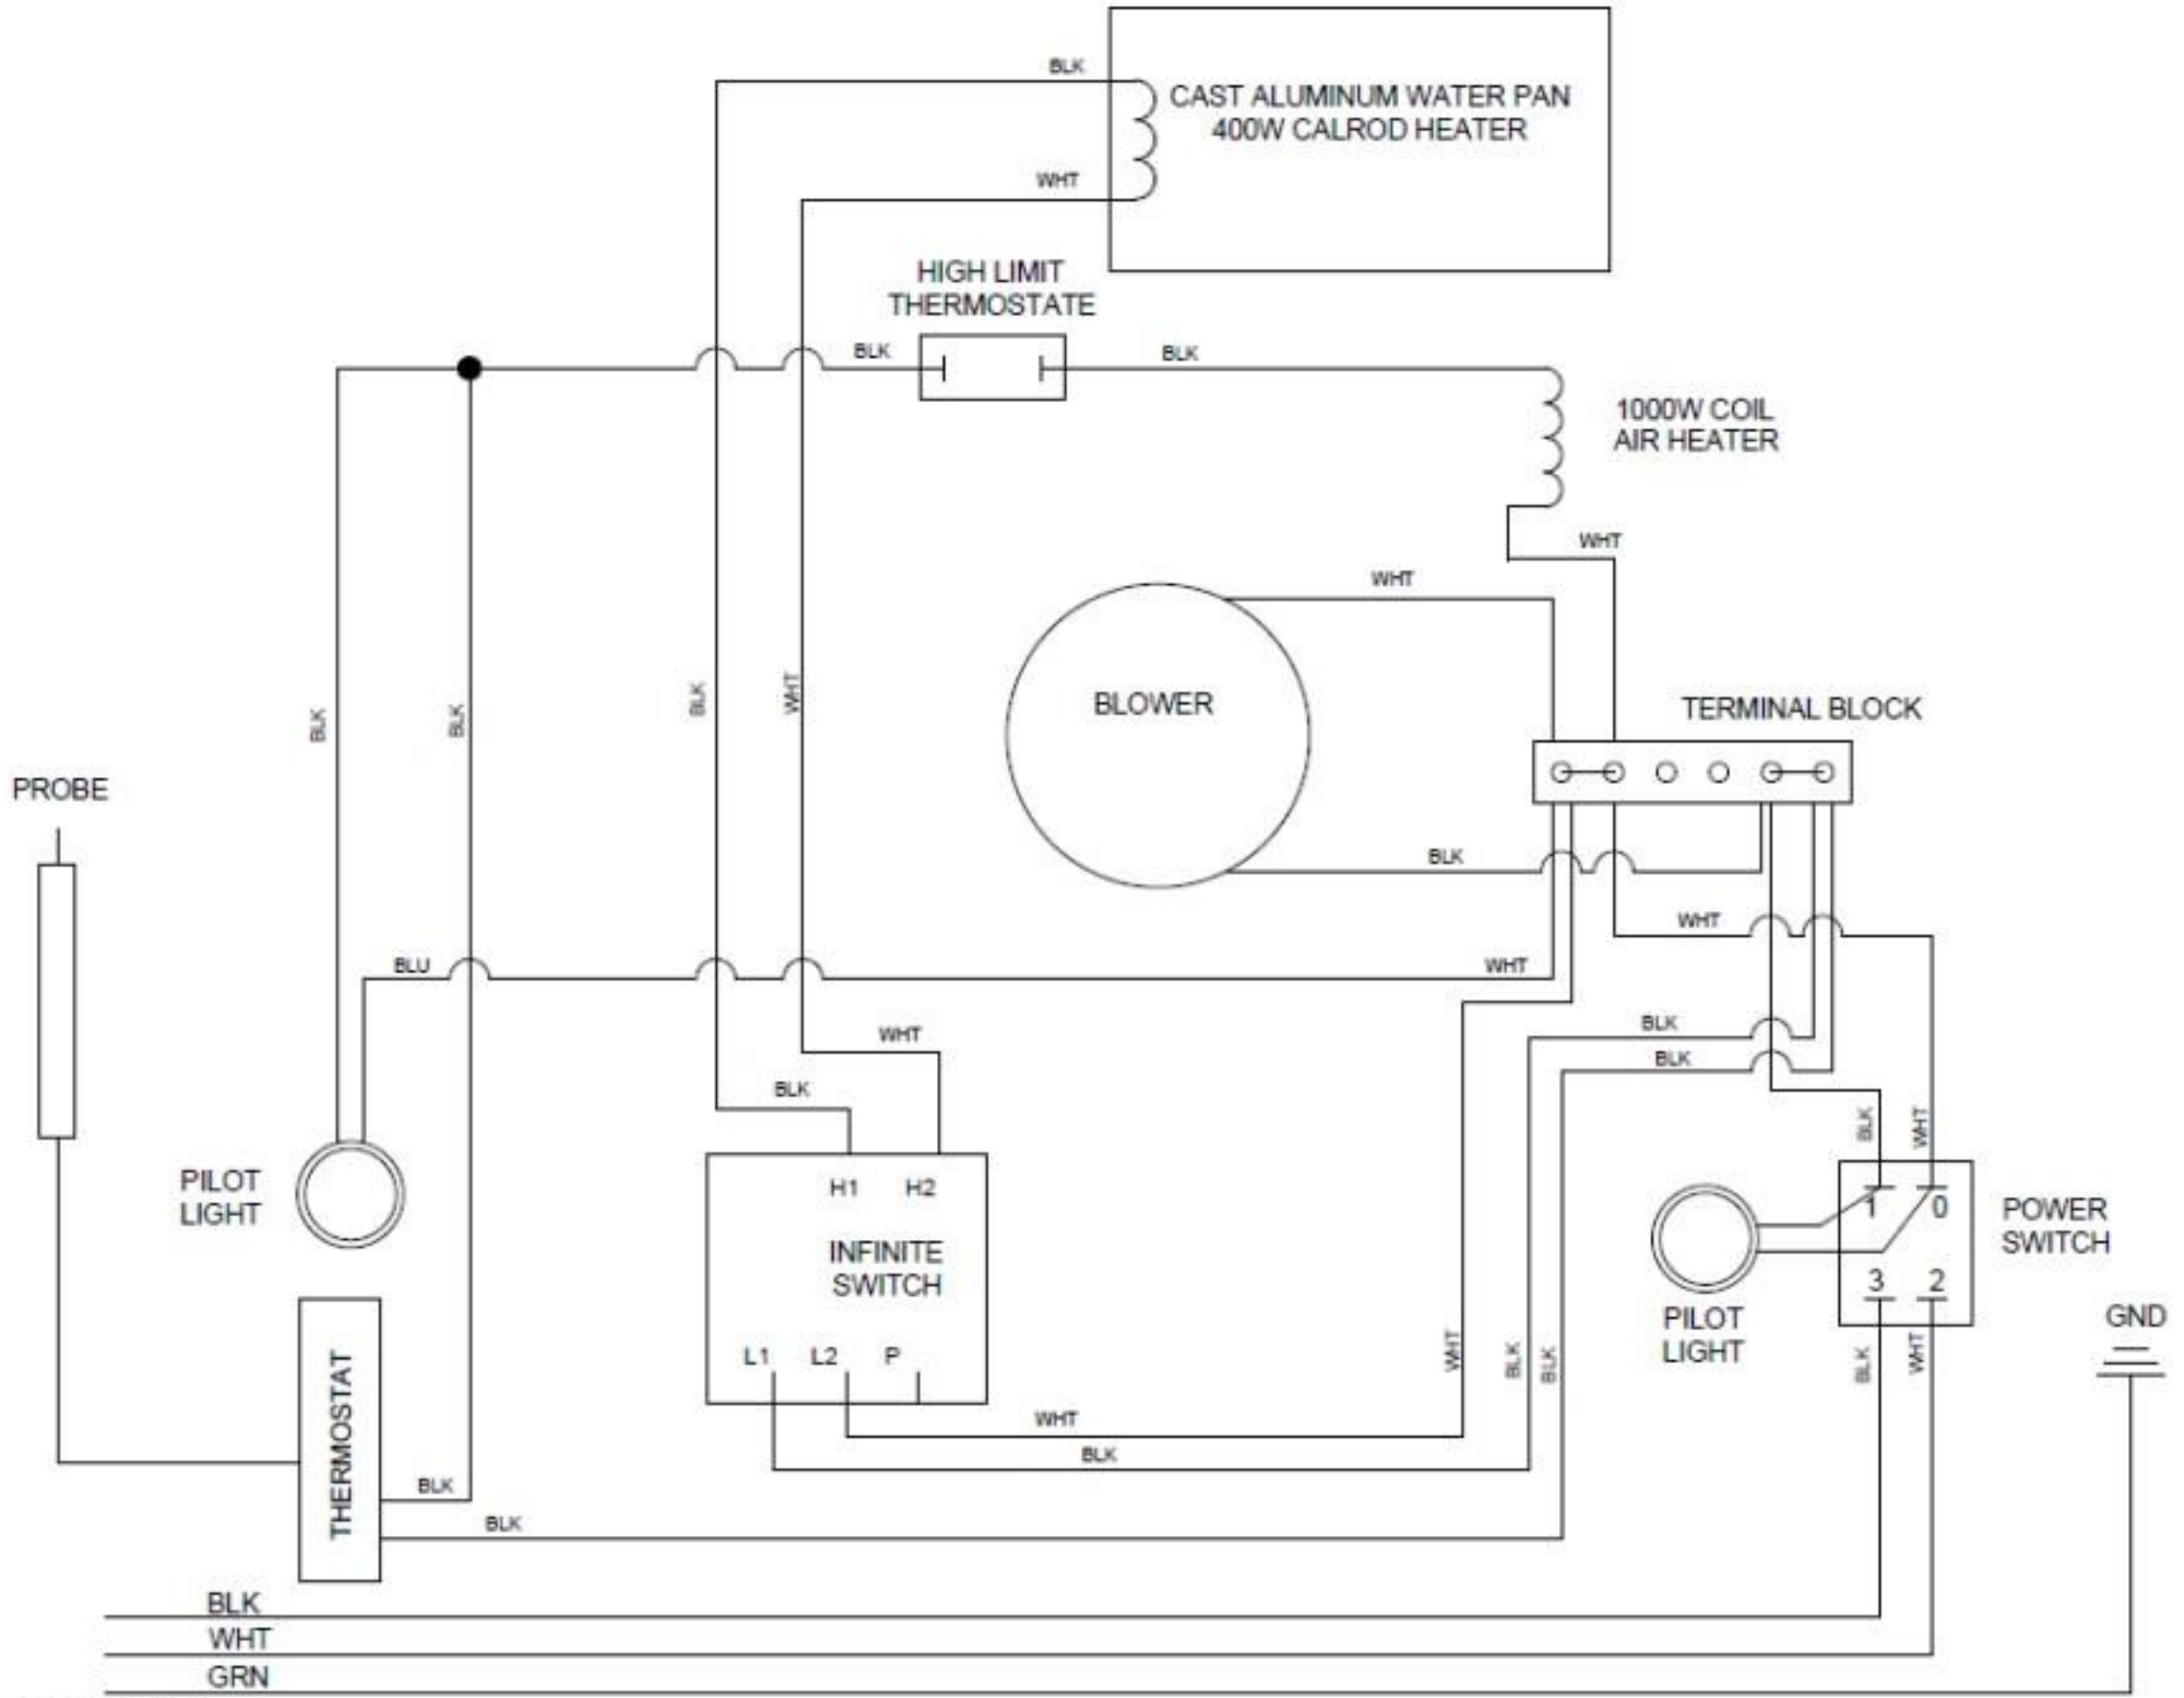 BLK
CAST ALUMINUM WATER PAN
400W CALROD HEATER
WHT
HIGH LIMIT
THERMOSTATE
BLK
BLK
1000W COIL
AIR HEATER
WHT
WHT
BLOWER
TERMINAL BLOCK
BLK
BLK
BLK
WHT
PROBE
BLK
WHT
BLU
WHT
WHT
BLK
BLK
BLK
BLK
WHT
PILOT
LIGHT
H1 H2
INFINITE
SWITCH
L1 L2 P
1 0
3 2
POWER
SWITCH
PILOT
LIGHT
GND
WHT
BLK
BLK
BLK
WHT
THERMOSTAT
WHT
BLK
BLK
BLK
BLK
WHT
GRN